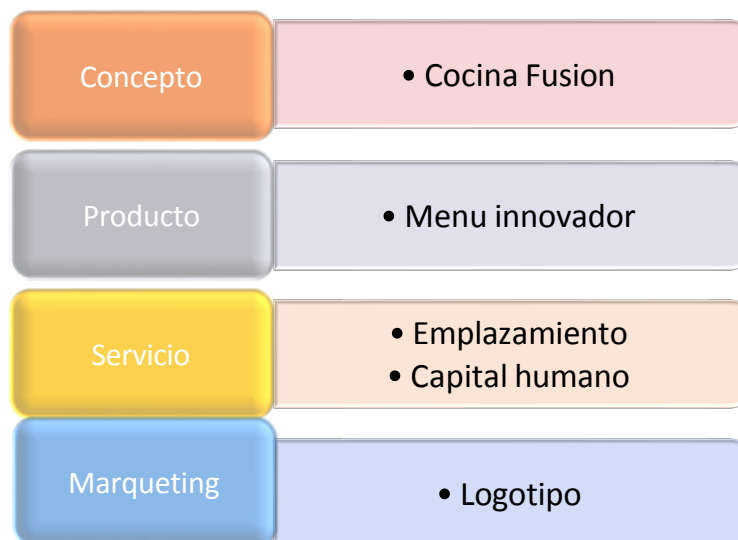 Concepto
• Cocina Fusion
Producto
• Menu innovador
Servicio
• Emplazamiento
• Capital humano
Marqueting
• Logotipo